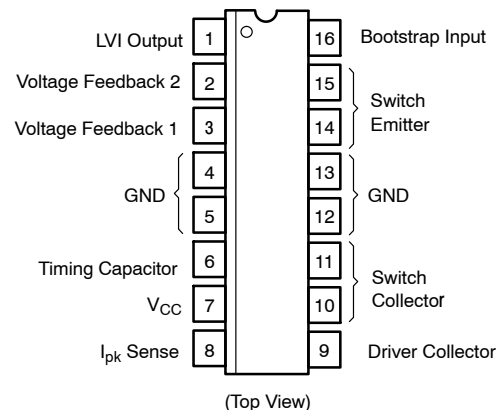 LVI Output 1 16 Bootstrap Input
Voltage Feedback 2 2 15
Switch
Emitter
Voltage Feedback 1 3 14
4 13
GND GND
5 12
Timing Capacitor 6 11
Switch
Collector
VCC 7 10
Ipk Sense 8 9 Driver Collector
(Top View)